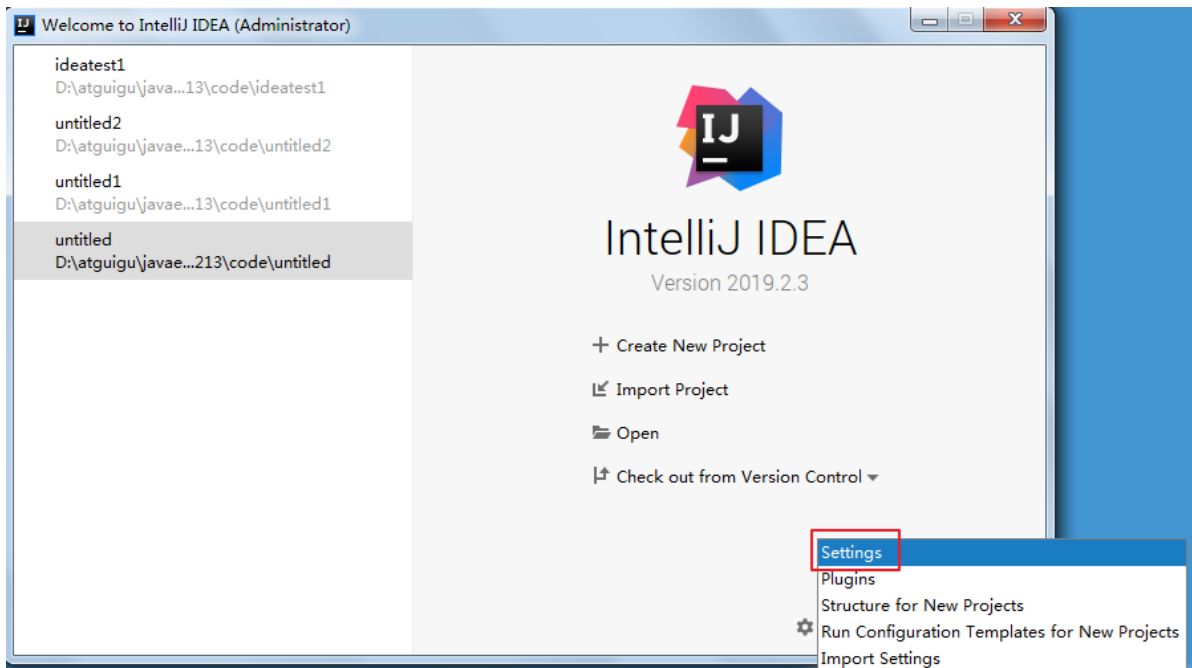 Welcome to IntelliJ IDEA (Administrator)
ideatest1
D:\atguigu\java...13\code\ideatest1
untitled2
D:\atguigu\javae...13\code\untitled2
untitled1
D:\atguigu\javae...13\code\untitled1
untitled
D:\atguigu\javae...213\code\untitled
IJ
IntelliJ IDEA
Version 2019.2.3
Create New Project
Import Project
Open
Check out from Version Control
Settings
Plugins
Structure for New Projects
Run Configuration Templates for New Projects
Import Settings